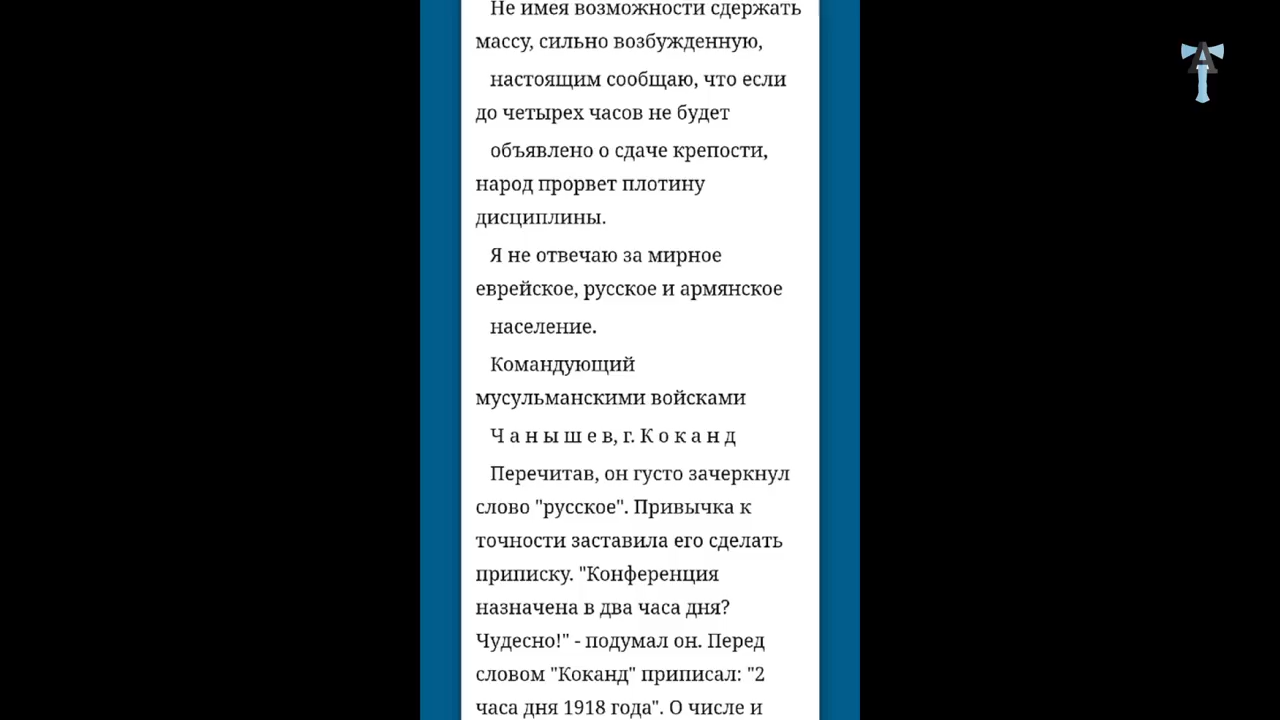 Не имея возможности сдержать
массу, сильно возбужденную,
настоящим сообщаю, что если
до четырех часов не будет
объявлено о сдаче крепости,
народ прорвет плотину
дисциплины.
Я не отвечаю за мирное
еврейское, русское и армянское
население.
Командующий
мусульманскими войсками
Ч а н ы ш е в, г. К о к а н д
Перечитав, он густо зачеркнул
слово "русское". Привычка к
точности заставила его сделать
приписку. "Конференция
назначена в два часа дня?
Чудесно!" - подумал он. Перед
словом "Коканд" приписал: "2
часа дня 1918 года". О числе и